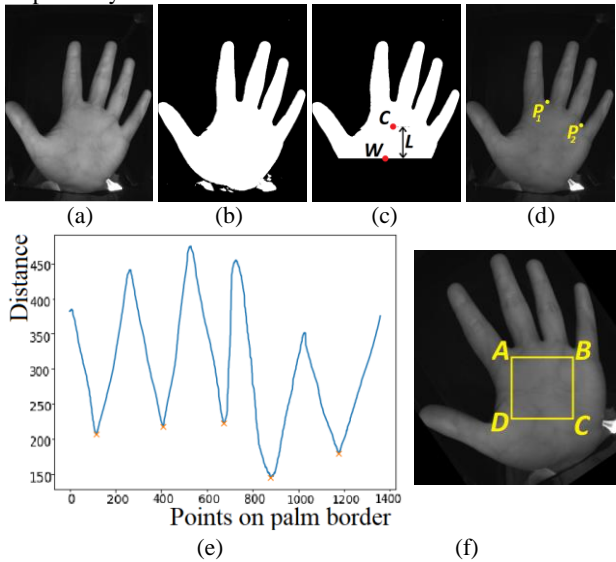 C
L
W
P1
P2
(a) (b) (c) (d)
Distance
450
400
350
300
250
200
150
0 200 400 600 800 1000 1200 1400
Points on palm border
A B
D C
(e) (f)